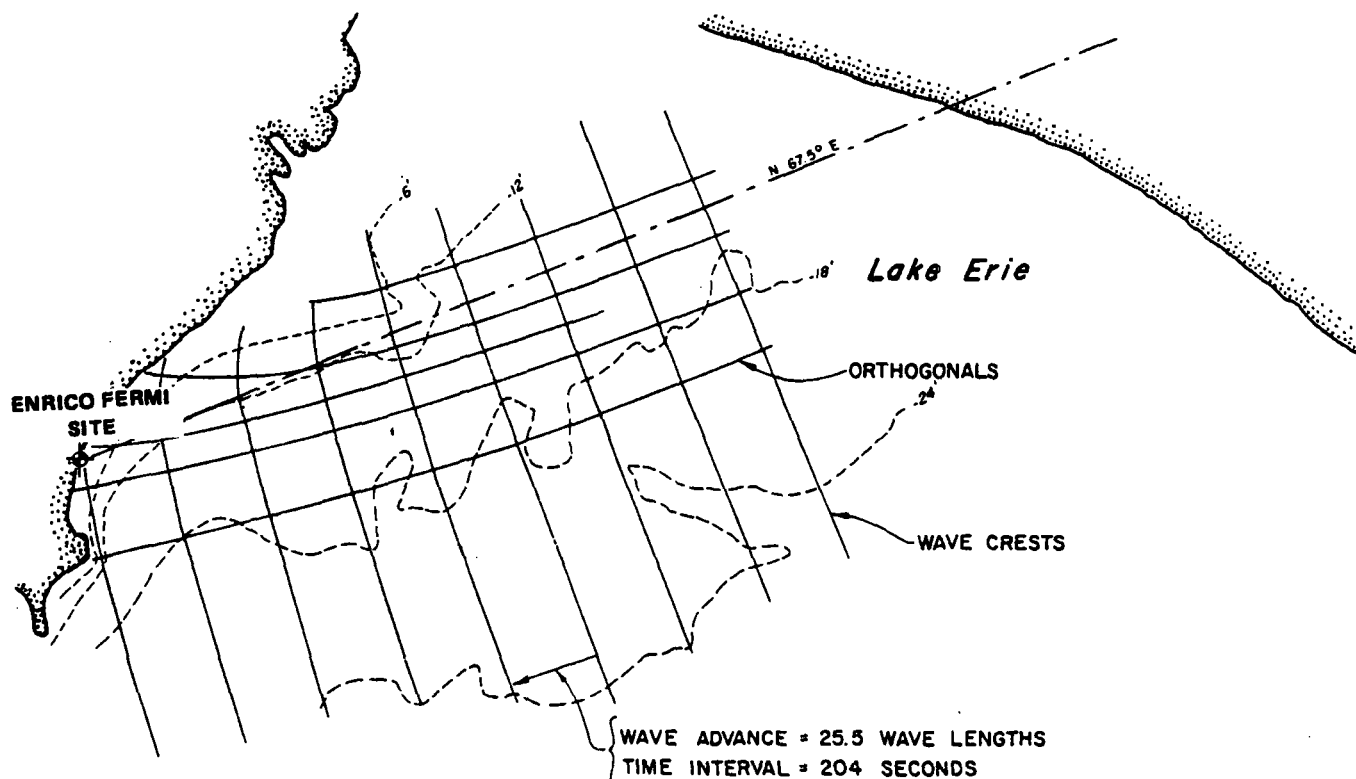 N 67.5° E
6'
12'
18'
Lake Erie
ORTHOGONALS
24'
ENRICO FERMI
SITE
WAVE CRESTS
WAVE ADVANCE = 25.5 WAVE LENGTHS
TIME INTERVAL = 204 SECONDS